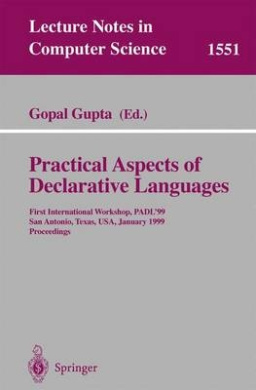 Lecture Notes in
Computer Science 1551
Gopal Gupta (Ed.)
Practical Aspects of
Declarative Languages
First International Workshop, PADL'99
San Antonio, Texas, USA, January 1999
Proceedings
Springer